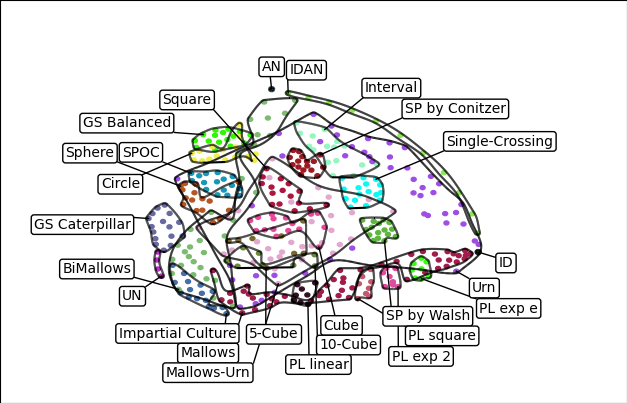 AN
IDAN
Interval
Square
SP by Conitzer
GS Balanced
Single-Crossing
Sphere
SPOC
Circle
GS Caterpillar
ID
BiMallows
Urn
UN
PL exp e
SP by Walsh
Cube
Impartial Culture
5-Cube
PL square
10-Cube
Mallows
PL exp 2
PL linear
Mallows-Urn